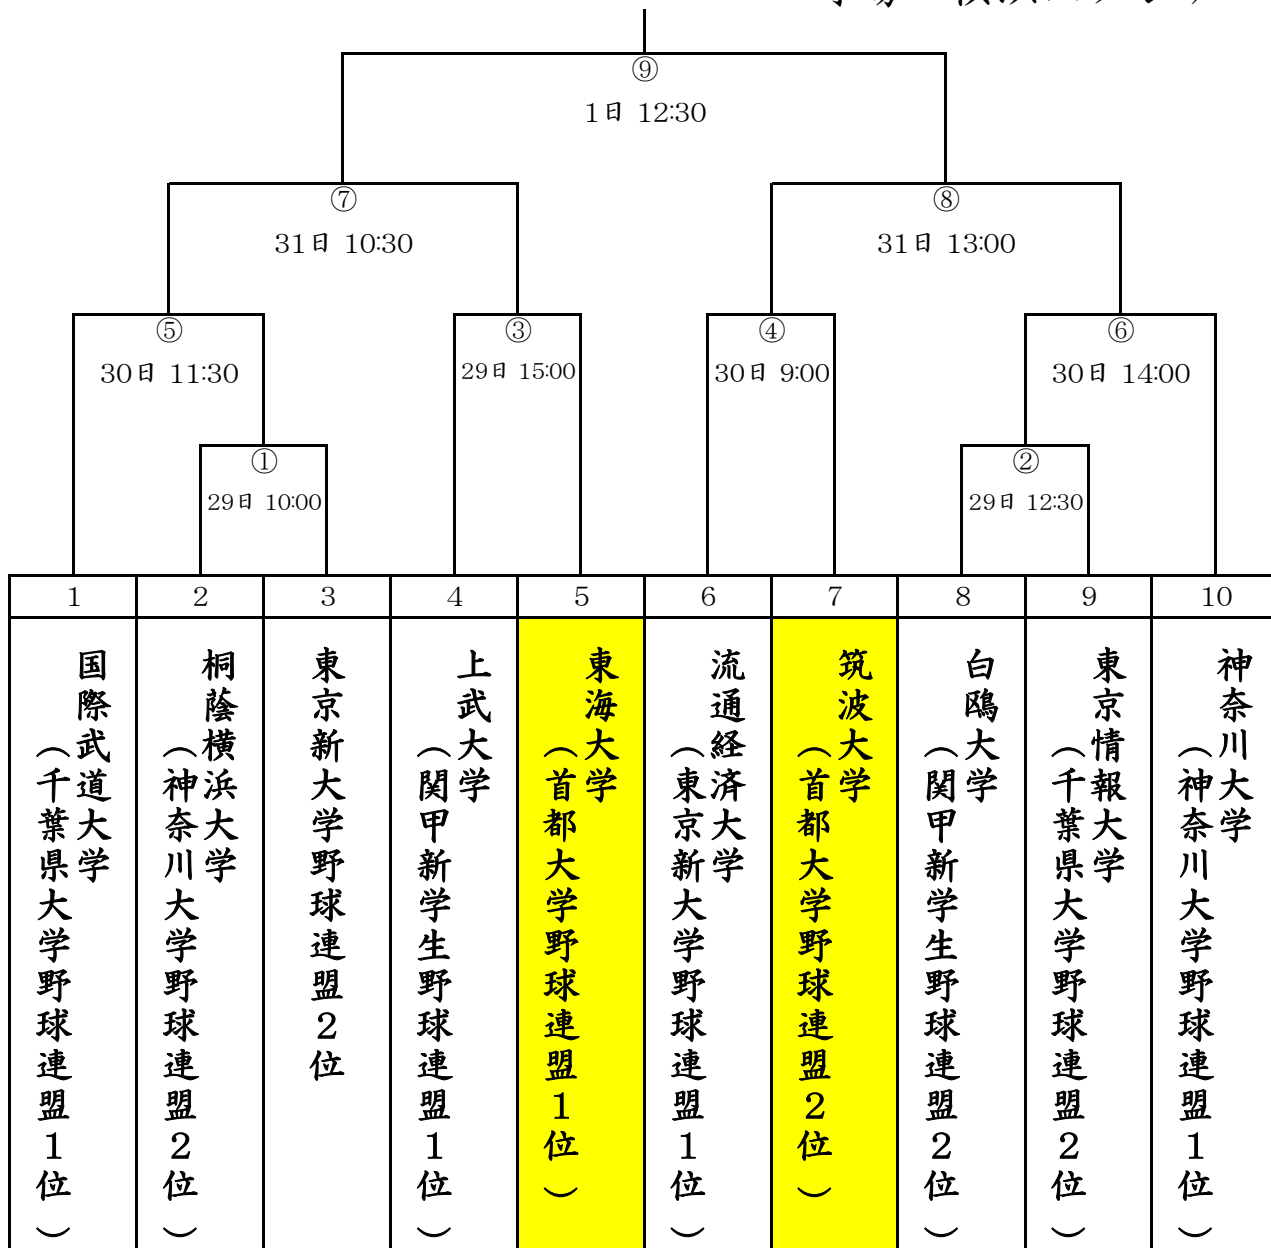 ⑨
1日 12:30
⑦
⑧
31日 10:30
31日 13:00
⑤
③
④
⑥
30日 11:30
29日 15:00
30日 9:00
30日 14:00
①
②
29日 10:00
29日 12:30
1
2
3
4
5
6
7
8
9
10
国際武道大学
（千葉県大学野球連盟1位）
桐蔭横浜大学
（神奈川大学野球連盟2位）
東京新大学野球連盟2位
上武大学
（関甲新学生野球連盟1位）
東海大学
（首都大学野球連盟1位）
流通経済大学
（東京新大学野球連盟1位）
筑波大学
（首都大学野球連盟2位）
白鴎大学
（関甲新学生野球連盟2位）
東京情報大学
（千葉県大学野球連盟2位）
神奈川大学
（神奈川大学野球連盟1位）